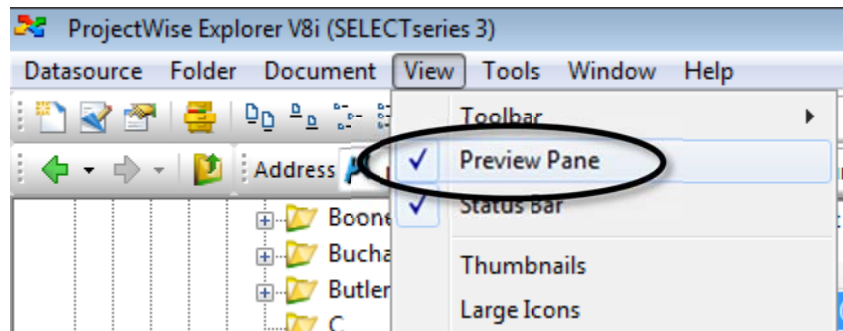 ProjectWise Explorer V8i (SELECTseries 3)
Datasource Folder Document View Tools Window Help
Toolbar
Address Preview Pane
Boone Status Bar
Bucha
Butler Thumbnails
C Large Icons